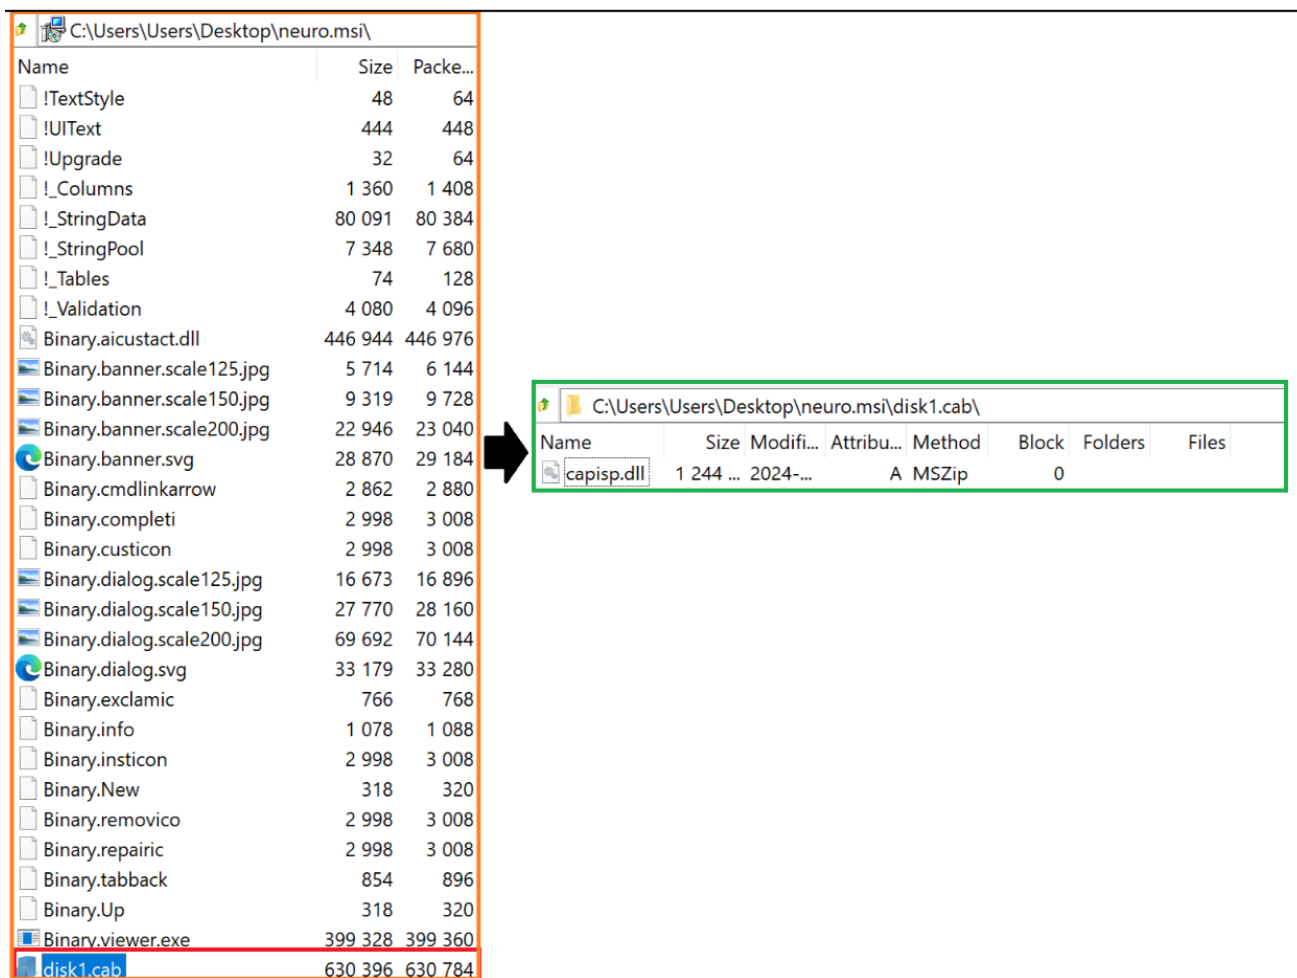 C:\Users\Users\Desktop\neuro.msi\
Name Size Packe...
!TextStyle 48 64
!UIText 444 448
!Upgrade 32 64
!_Columns 1 360 1 408
!_StringData 80 091 80 384
!_StringPool 7 348 7 680
!_Tables 74 128
!_Validation 4 080 4 096
Binary.aicustact.dll 446 944 446 976
Binary.banner.scale125.jpg 5 714 6 144
Binary.banner.scale150.jpg 9 319 9 728
Binary.banner.scale200.jpg 22 946 23 040
Binary.banner.svg 28 870 29 184
Binary.cmdlinkarrow 2 862 2 880
Binary.completi 2 998 3 008
Binary.custicon 2 998 3 008
Binary.dialog.scale125.jpg 16 673 16 896
Binary.dialog.scale150.jpg 27 770 28 160
Binary.dialog.scale200.jpg 69 692 70 144
Binary.dialog.svg 33 179 33 280
Binary.exclamic 766 768
Binary.info 1 078 1 088
Binary.insticon 2 998 3 008
Binary.New 318 320
Binary.removico 2 998 3 008
Binary.repairic 2 998 3 008
Binary.tabback 854 896
Binary.Up 318 320
Binary.viewer.exe 399 328 399 360
disk1.cab 630 396 630 784
C:\Users\Users\Desktop\neuro.msi\disk1.cab\
Name Size Modifi... Attribu... Method Block Folders Files
capisp.dll 1 244 ... 2024-... A MSZip 0